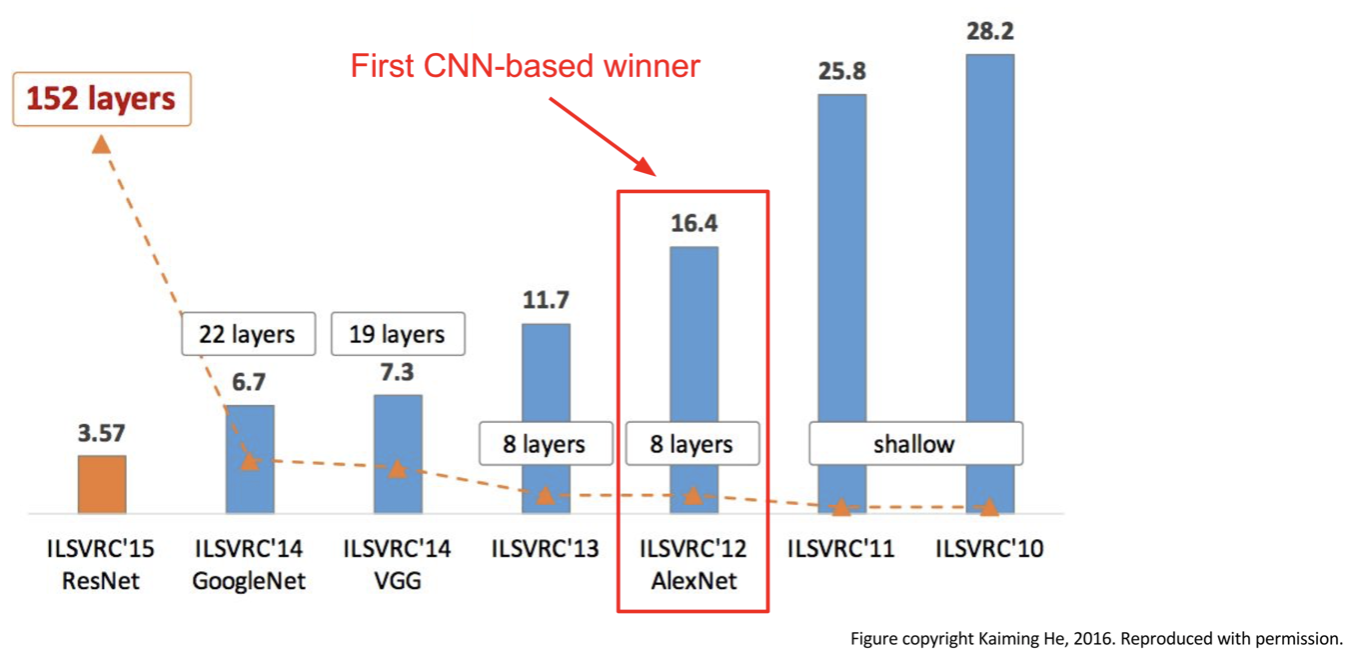 28.2
First CNN-based winner
25.8
152 layers
16.4
11.7
22 layers
19 layers
6.7
7.3
3.57
8 layers
8 layers
shallow
ILSVRC'15
ResNet
ILSVRC'14
GoogleNet
ILSVRC'14
VGG
ILSVRC'13
ILSVRC'12
AlexNet
ILSVRC'11
ILSVRC'10
Figure copyright Kaiming He, 2016. Reproduced with permission.